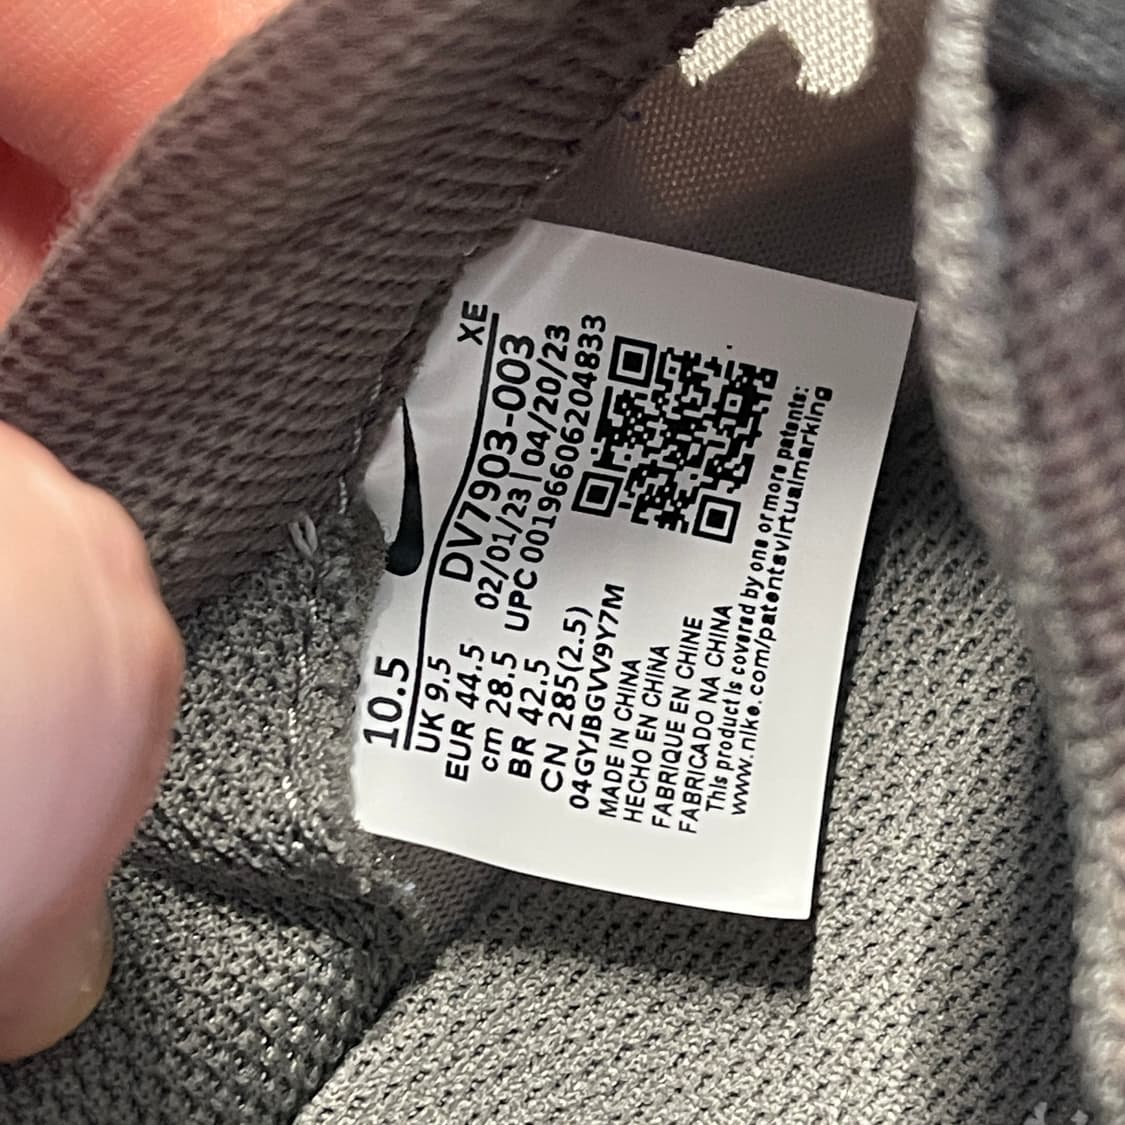 10.5 XE
UK 9.5 DV7903-003
EUR 44.5 02/01/23 | 04/20/23
cm 28.5 UPC 00196606204833
BR 42.5
CN 285(2.5)
04GYJBGVV9Y7M
MADE IN CHINA
HECHO EN CHINA
FABRIQUE EN CHINE
FABRICADO NA CHINA
This product is covered by one or more patents:
www.nike.com/patentsvirtualmarking